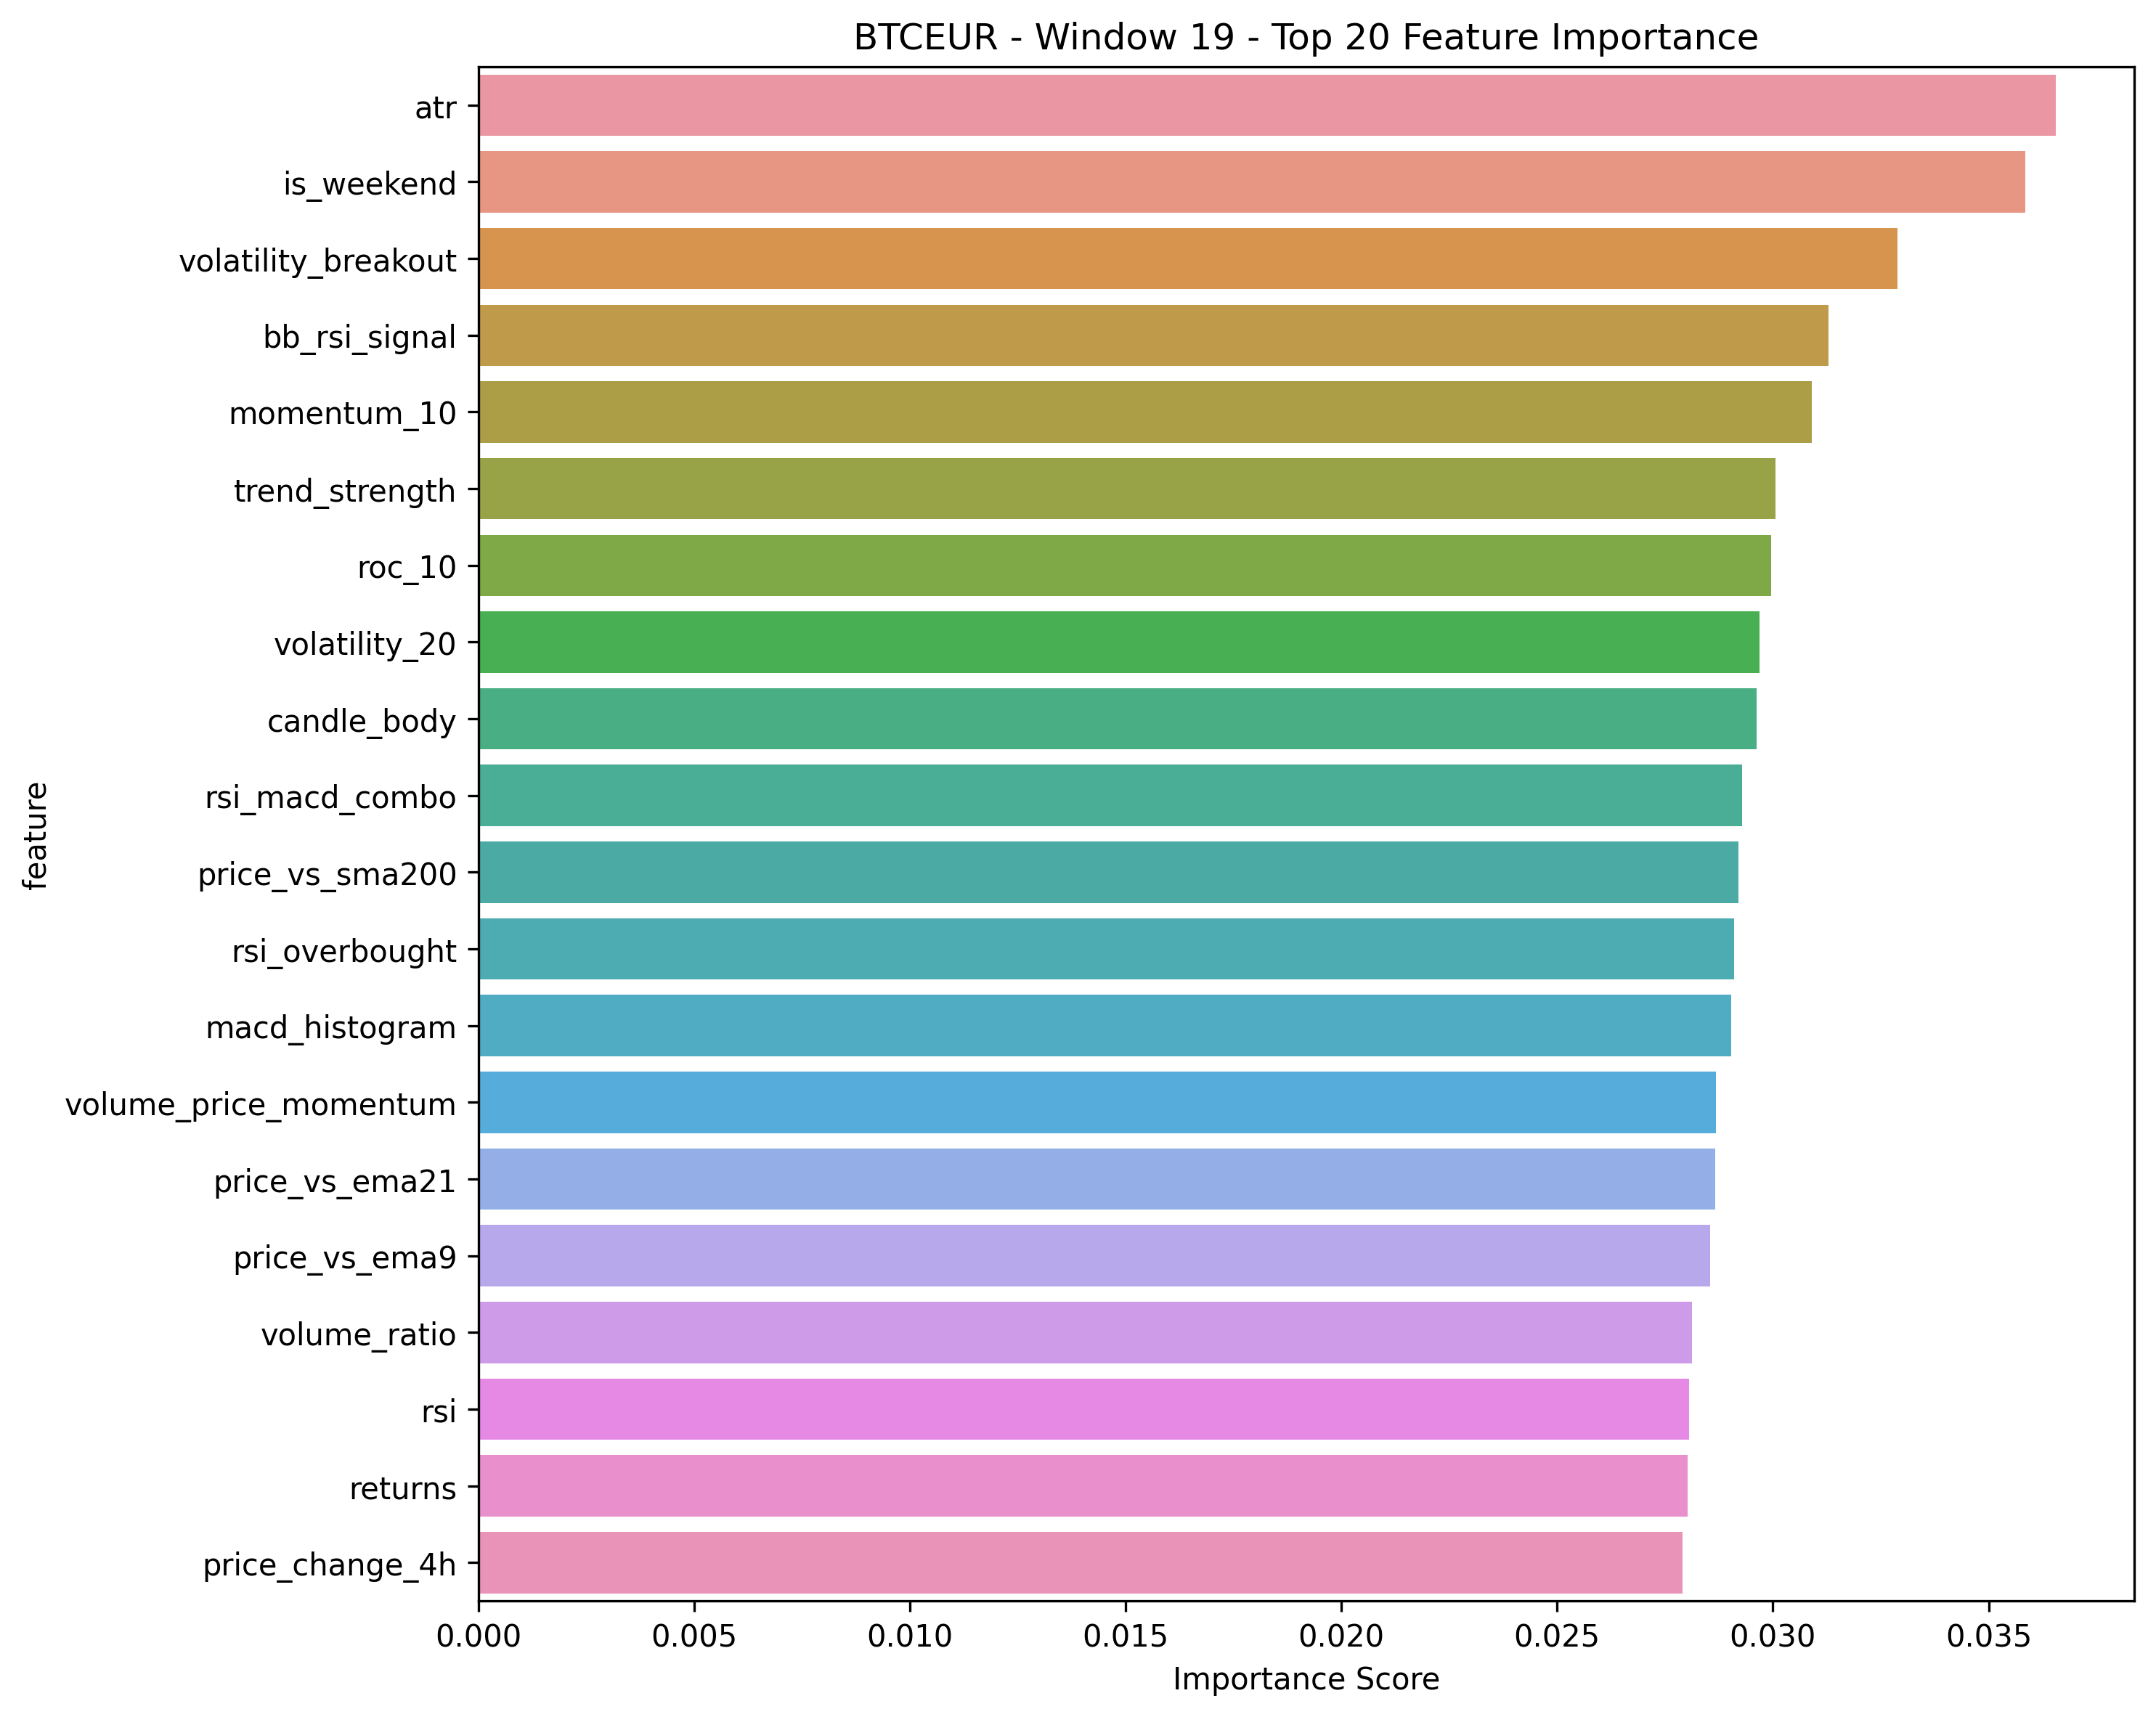 BTCEUR - Window 19 - Top 20 Feature Importance
atr
is_weekend
volatility_breakout
bb_rsi_signal
momentum_10
trend_strength
roc_10
volatility_20
candle_body
rsi_macd_combo
price_vs_sma200
rsi_overbought
macd_histogram
volume_price_momentum
price_vs_ema21
price_vs_ema9
volume_ratio
rsi
returns
price_change_4h
feature
0.000 0.005 0.010 0.015 0.020 0.025 0.030 0.035
Importance Score